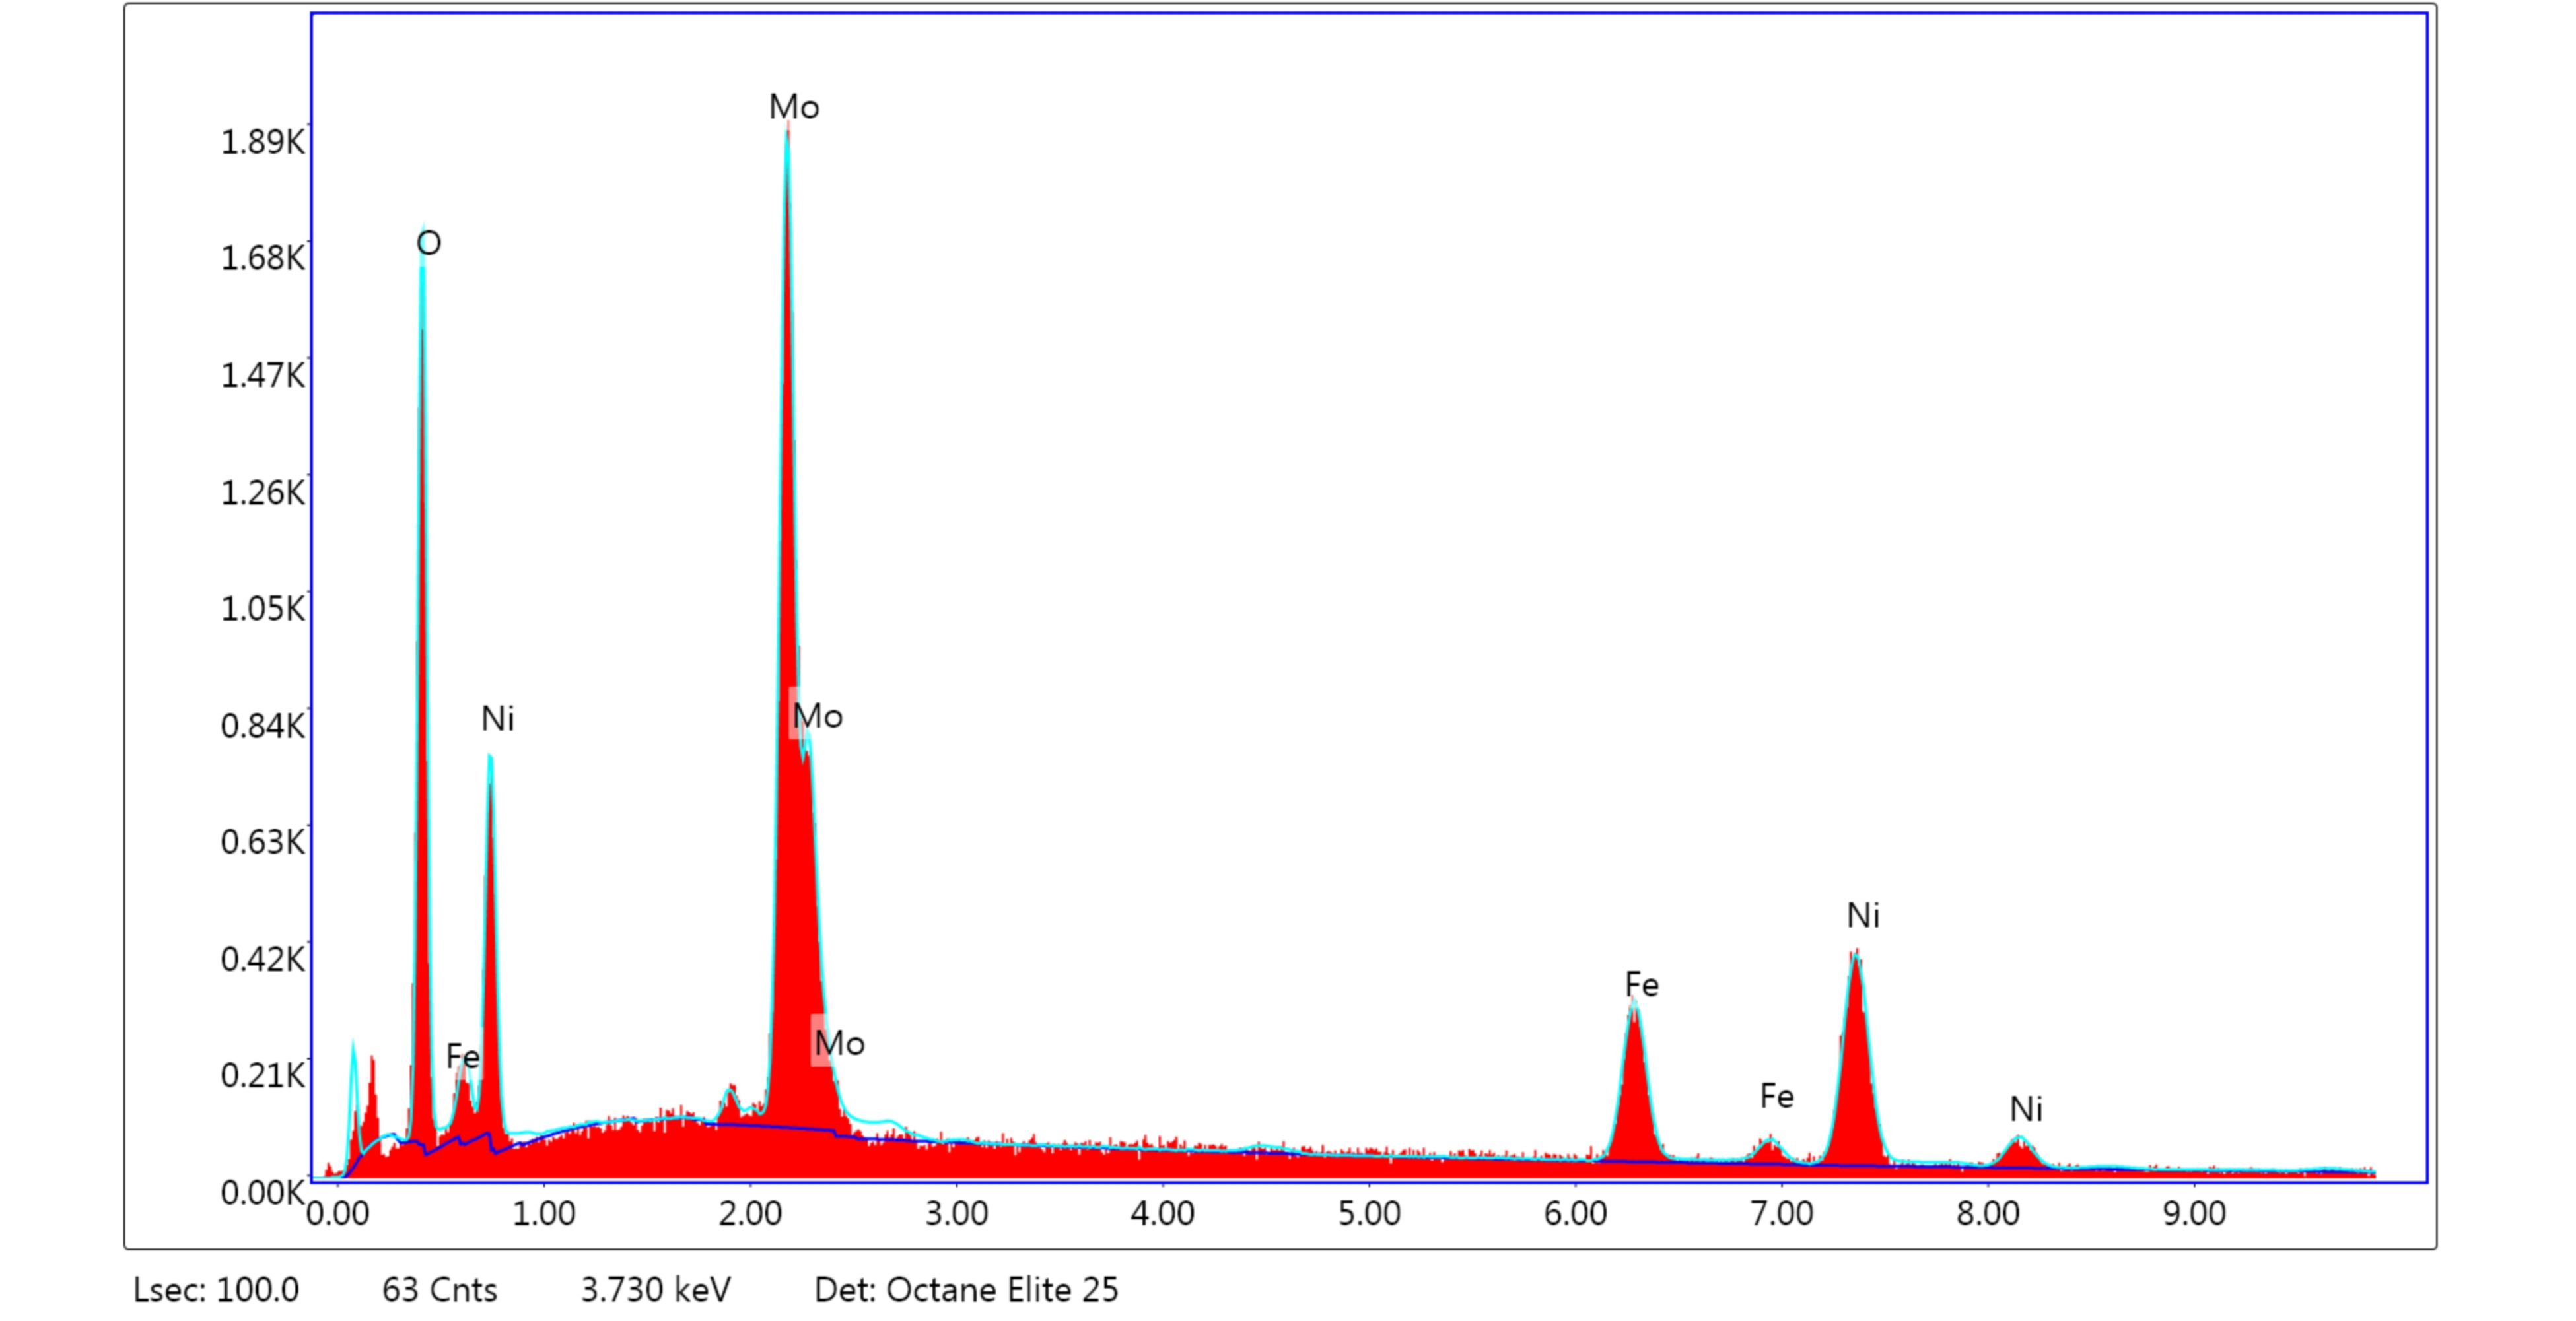 Mo
1.89K
O
1.68K
1.47K
1.26K
1.05K
Ni
Mo
0.84K
0.63K
Ni
0.42K
Fe
Mo
Fe
0.21K
Fe
Ni
0.00K
0.00 1.00 2.00 3.00 4.00 5.00 6.00 7.00 8.00 9.00
Lsec: 100.0 63 Cnts 3.730 keV Det: Octane Elite 25